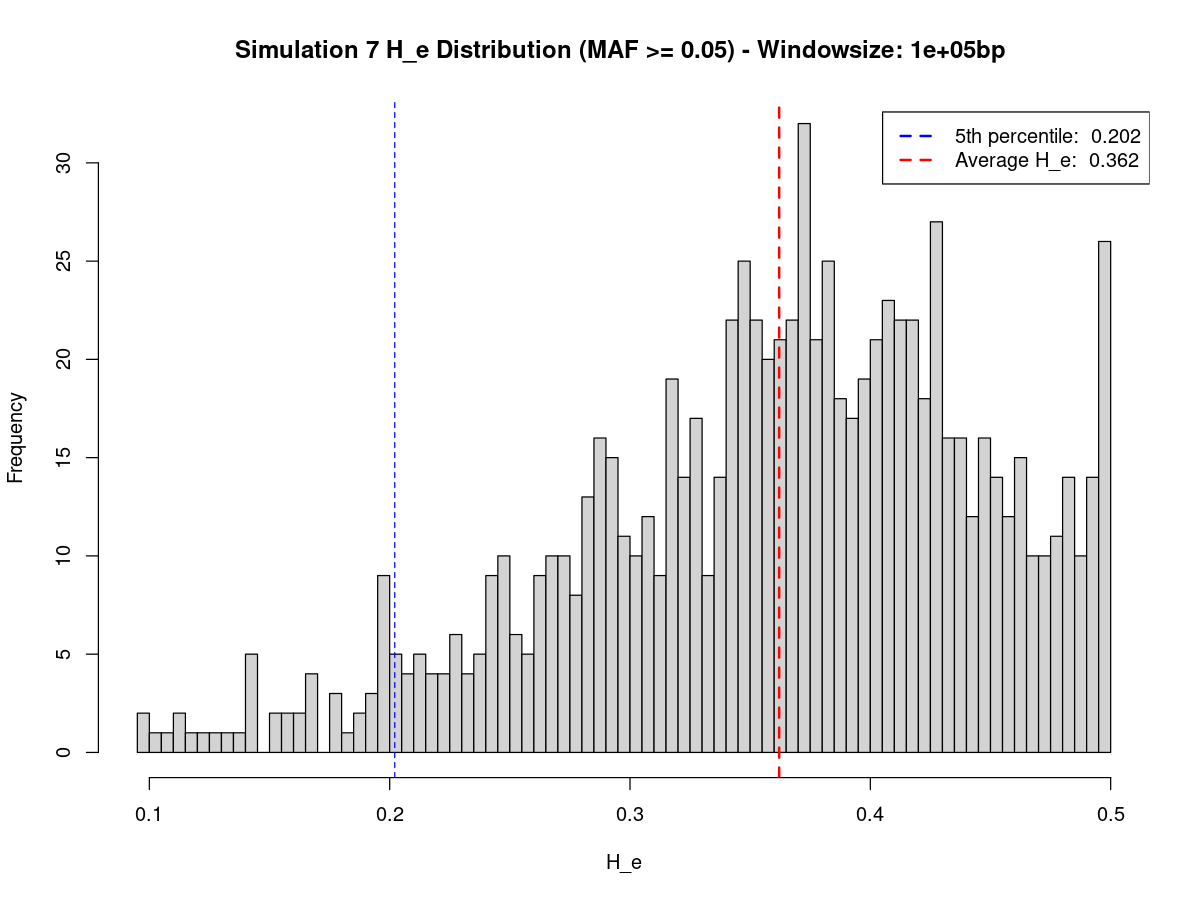 Simulation 7 H_e Distribution (MAF >= 0.05) - Windowsize: 1e+05bp
5th percentile: 0.202
Average H_e: 0.362
Frequency
30
25
20
15
10
5
0
0.1 0.2 0.3 0.4 0.5
H_e